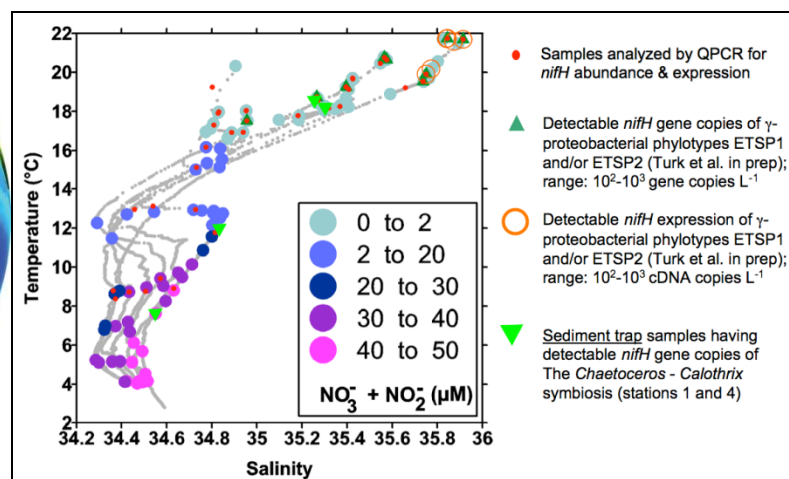 22
20
18
16
14
12
10
8
6
4
2
Temperature (°C)
34.2 34.4 34.6 34.8 35 35.2 35.4 35.6 35.8 36
Salinity
0 to 2
2 to 20
20 to 30
30 to 40
40 to 50
NO₃⁻ + NO₂⁻ (µM)
Samples analyzed by QPCR for
nifH abundance & expression
Detectable nifH gene copies of γ-
proteobacterial phylotypes ETSP1
and/or ETSP2 (Turk et al. in prep);
range: 10²-10³ gene copies L⁻¹
Detectable nifH expression of γ-
proteobacterial phylotypes ETSP1
and/or ETSP2 (Turk et al. in prep);
range: 10²-10³ cDNA copies L⁻¹
Sediment trap samples having
detectable nifH gene copies of
The Chaetoceros - Calothrix
symbiosis (stations 1 and 4)